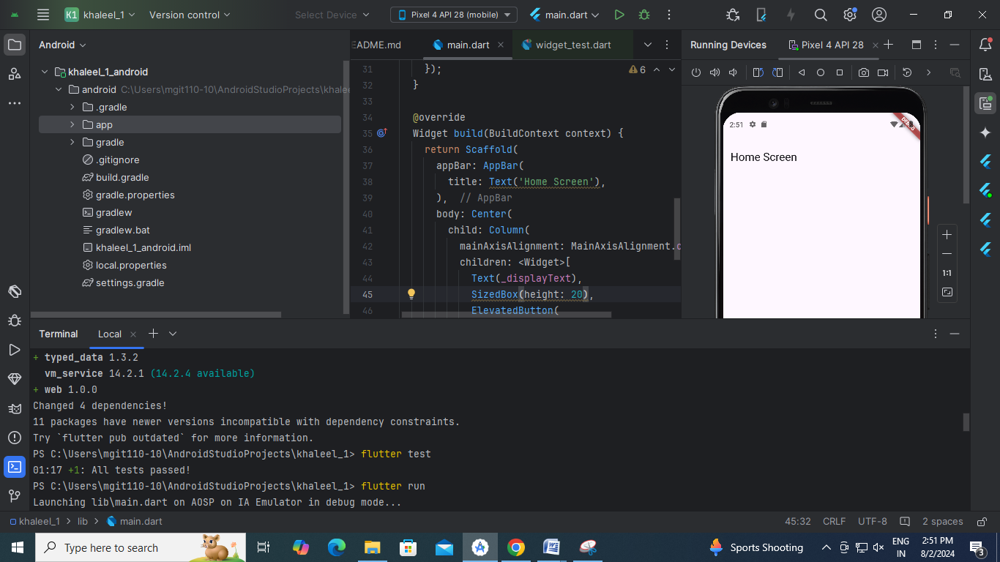 K1 khaleel_1 Version control Select Device Pixel 4 API 28 (mobile) main.dart
Android
khaleel_1_android
android C:\Users\mgit110-10\AndroidStudioProjects\khale
.gradle
app
gradle
.gitignore
build.gradle
gradle.properties
gradlew
gradlew.bat
khaleel_1_android.iml
local.properties
settings.gradle
EADME.md main.dart widget_test.dart
6
31 });
32 }
33
34 @override
35 Widget build(BuildContext context) {
36 return Scaffold(
37 appBar: AppBar(
38 title: Text('Home Screen'),
39 ), // AppBar
40 body: Center(
41 child: Column(
42 mainAxisAlignment: MainAxisAlignment.c
43 children: <Widget>[
44 Text(_displayText),
45 SizedBox(height: 20),
46 ElevatedButton(
Running Devices Pixel 4 API 28
2:51
Home Screen
1:1
Terminal Local
+ typed_data 1.3.2
vm_service 14.2.1 (14.2.4 available)
+ web 1.0.0
Changed 4 dependencies!
11 packages have newer versions incompatible with dependency constraints.
Try `flutter pub outdated` for more information.
PS C:\Users\mgit110-10\AndroidStudioProjects\khaleel_1> flutter test
01:17 +1: All tests passed!
PS C:\Users\mgit110-10\AndroidStudioProjects\khaleel_1> flutter run
Launching lib\main.dart on AOSP on IA Emulator in debug mode...
khaleel_1 > lib > main.dart 45:32 CRLF UTF-8 2 spaces
Type here to search
Sports Shooting
ENG
IN
2:51 PM
8/2/2024
3